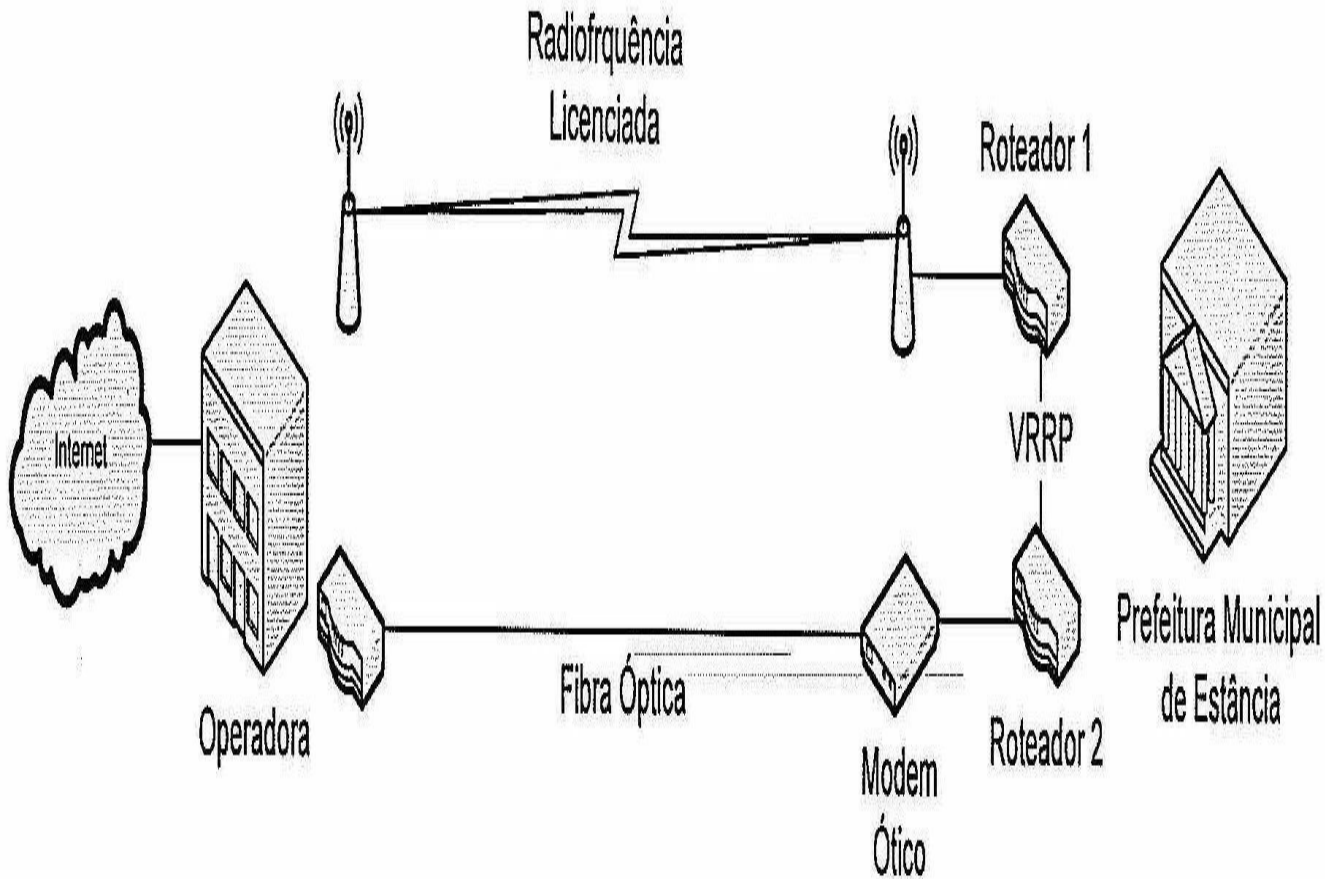 Radiofrquência
Licenciada
Roteador 1
Internet
VRRP
Prefeitura Municipal
de Estância
Fibra Óptica
Operadora
Roteador 2
Modem
Ótico